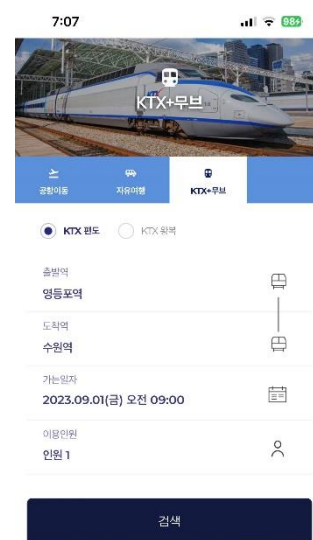 7:07
98
KTX+무브
공항이동 자유여행 KTX+무브
KTX 편도 KTX 왕복
출발역
영등포역
도착역
수원역
가는일자
2023.09.01(금) 오전 09:00
이용인원
인원 1
검색